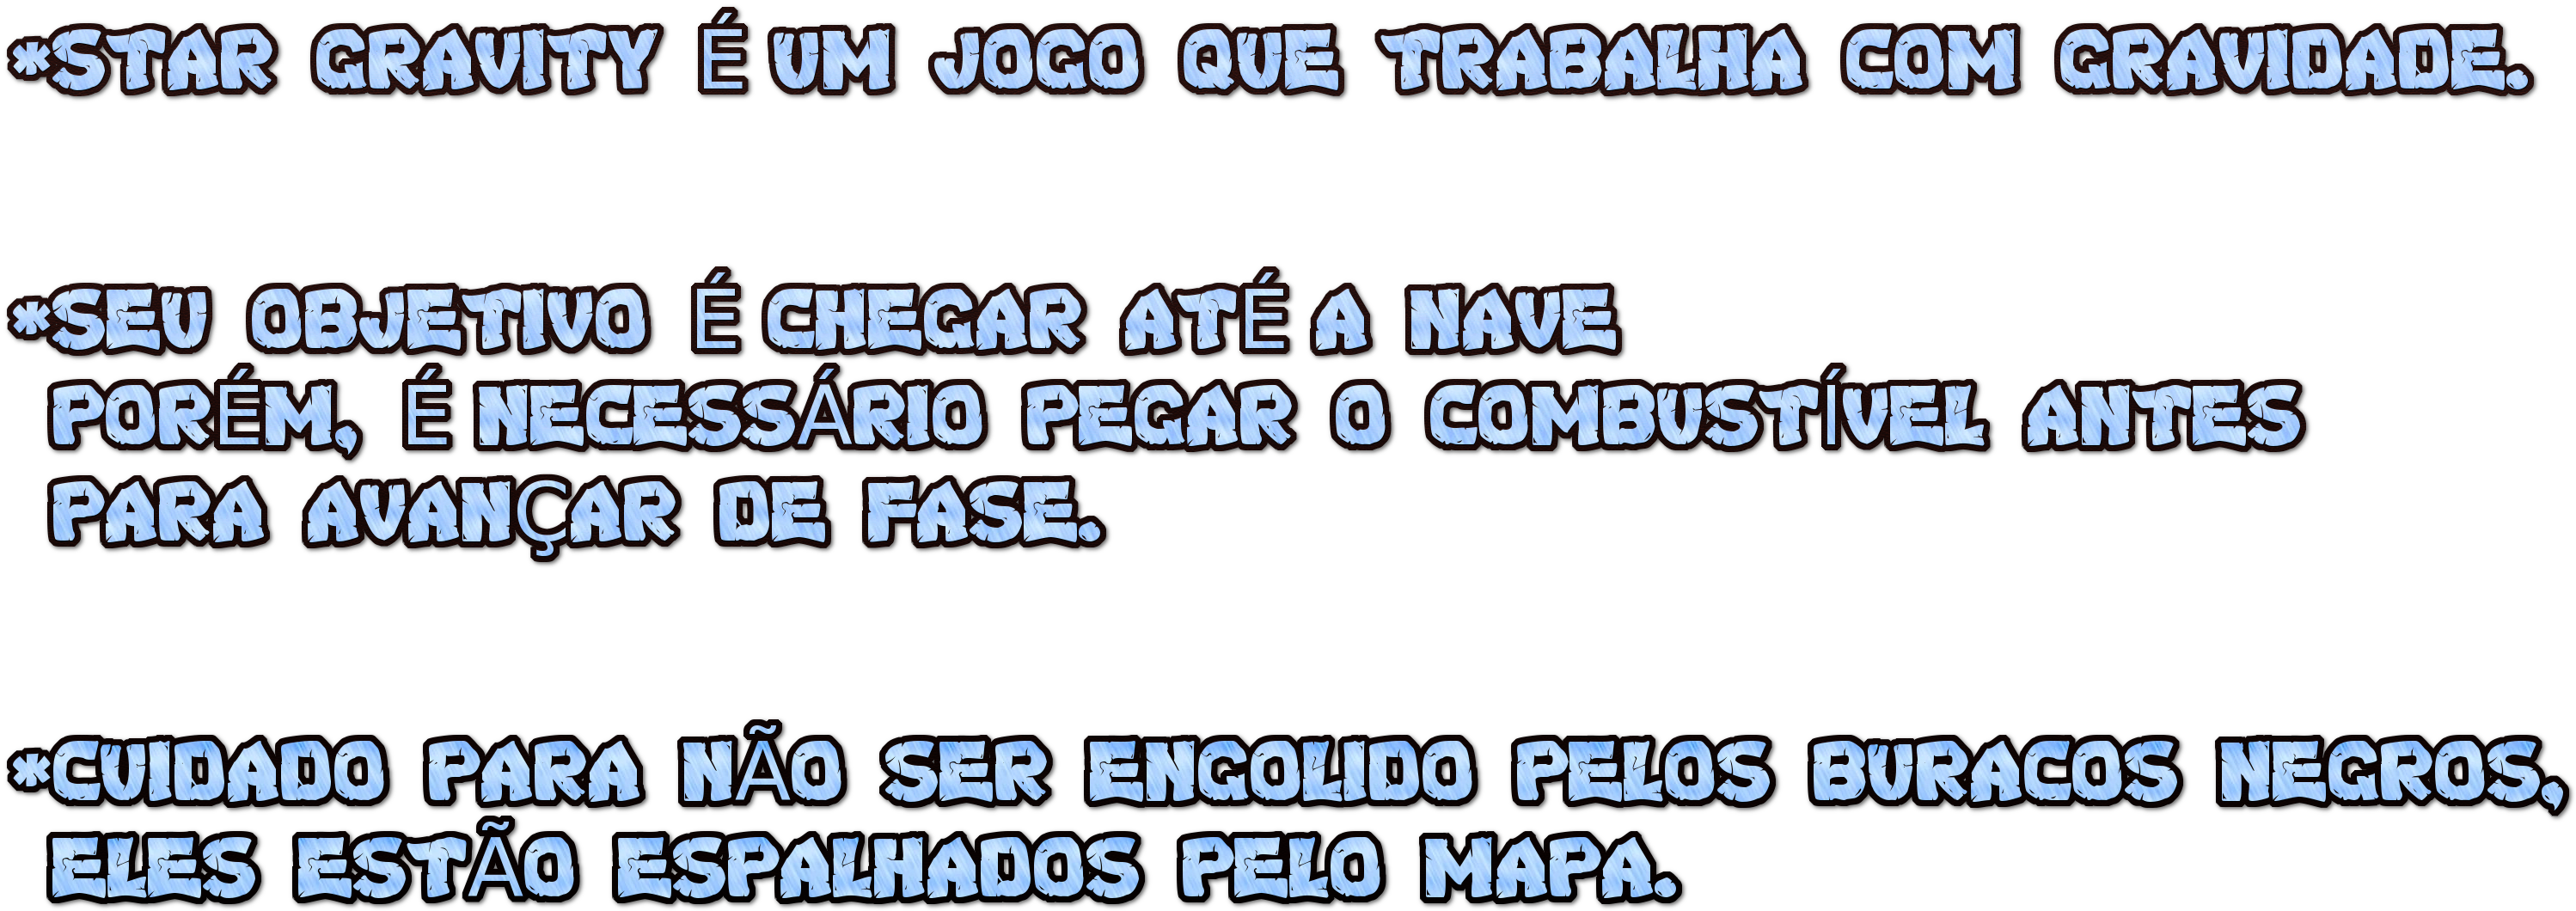 *STAR GRAVITY É UM JOGO QUE TRABALHA COM GRAVIDADE.
*SEU OBJETIVO É CHEGAR ATÉ A NAVE
PORÉM, É NECESSÁRIO PEGAR O COMBUSTÍVEL ANTES
PARA AVANÇAR DE FASE.
*CUIDADO PARA NÃO SER ENGOLIDO PELOS BURACOS NEGROS,
ELES ESTÃO ESPALHADOS PELO MAPA.